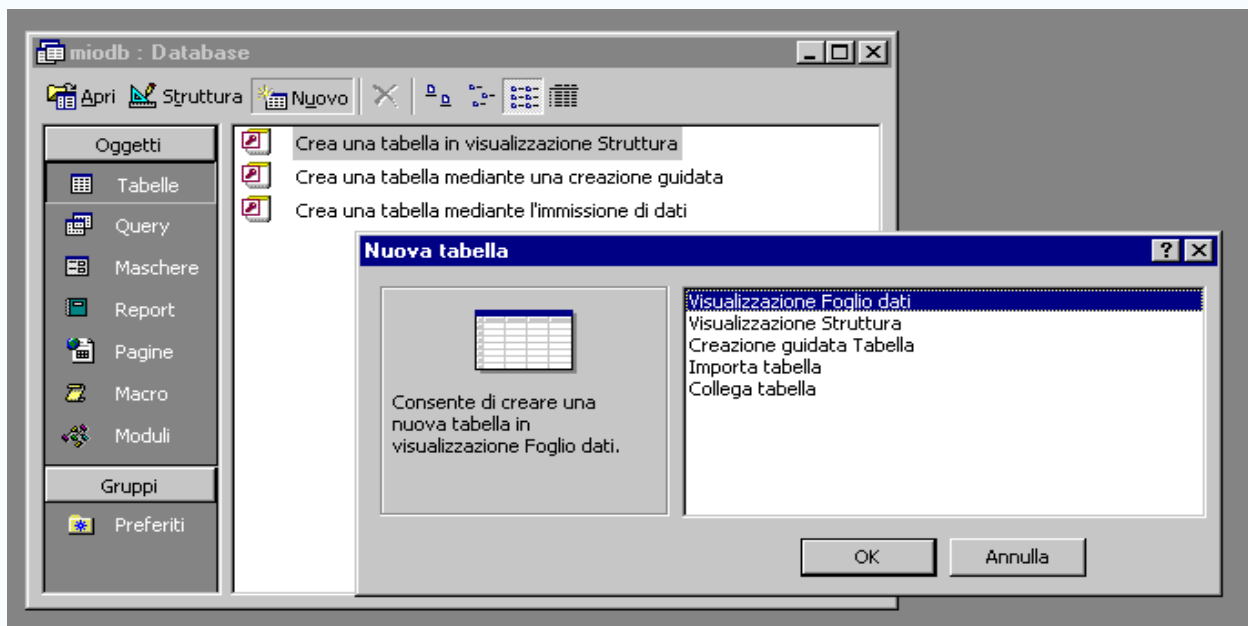 miodb : Database
Apri Struttura Nuovo
Oggetti
Tabelle
Query
Maschere
Report
Pagine
Macro
Moduli
Gruppi
Preferiti
Crea una tabella in visualizzazione Struttura
Crea una tabella mediante una creazione guidata
Crea una tabella mediante l'immissione di dati
Nuova tabella
Consente di creare una
nuova tabella in
visualizzazione Foglio dati.
Visualizzazione Foglio dati
Visualizzazione Struttura
Creazione guidata Tabella
Importa tabella
Collega tabella
OK Annulla